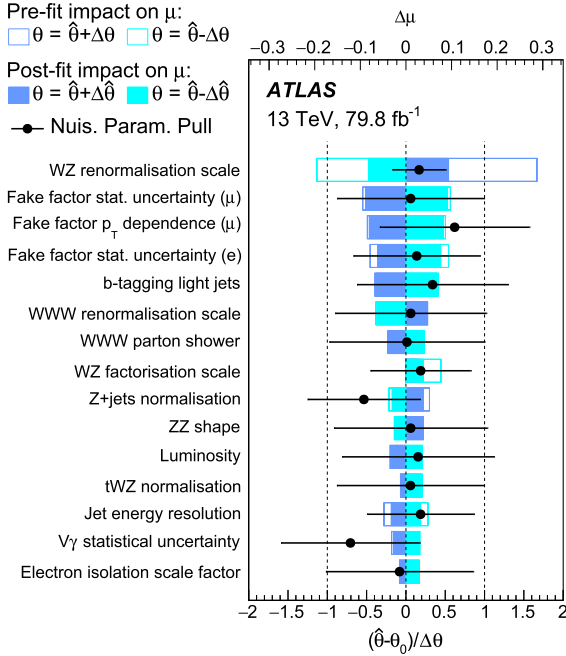 Pre-fit impact on μ:
θ = θ̂+Δθ θ = θ̂-Δθ
Post-fit impact on μ:
θ = θ̂+Δθ̂ θ = θ̂-Δθ̂
Nuis. Param. Pull
Δμ
−0.3 −0.2 −0.1 0 0.1 0.2 0.3
ATLAS
13 TeV, 79.8 fb⁻¹
WZ renormalisation scale
Fake factor stat. uncertainty (μ)
Fake factor p_T dependence (μ)
Fake factor stat. uncertainty (e)
b-tagging light jets
WWW renormalisation scale
WWW parton shower
WZ factorisation scale
Z+jets normalisation
ZZ shape
Luminosity
tWZ normalisation
Jet energy resolution
Vγ statistical uncertainty
Electron isolation scale factor
−2 −1.5 −1 −0.5 0 0.5 1 1.5 2
(θ̂-θ₀)/Δθ